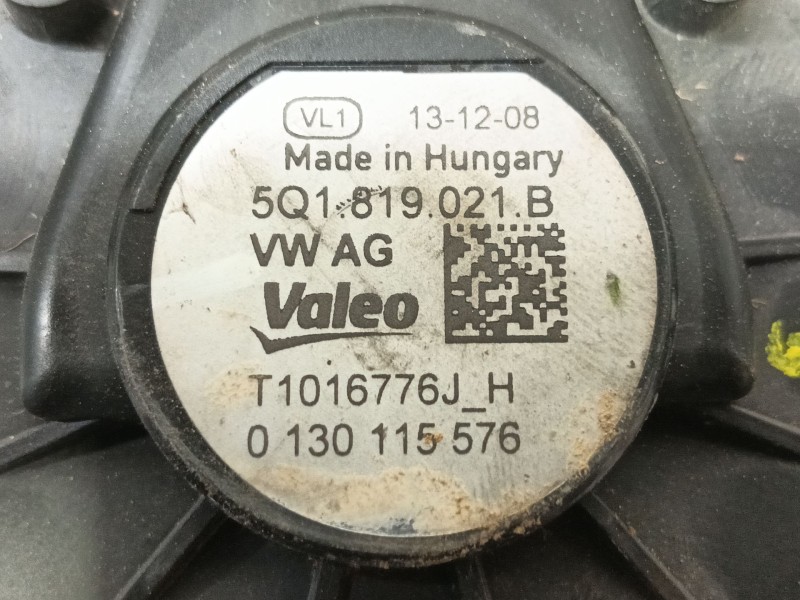 VL1 13-12-08
Made in Hungary
5Q1.819.021.B
VW AG
Valeo
T1016776J_H
0 130 115 576